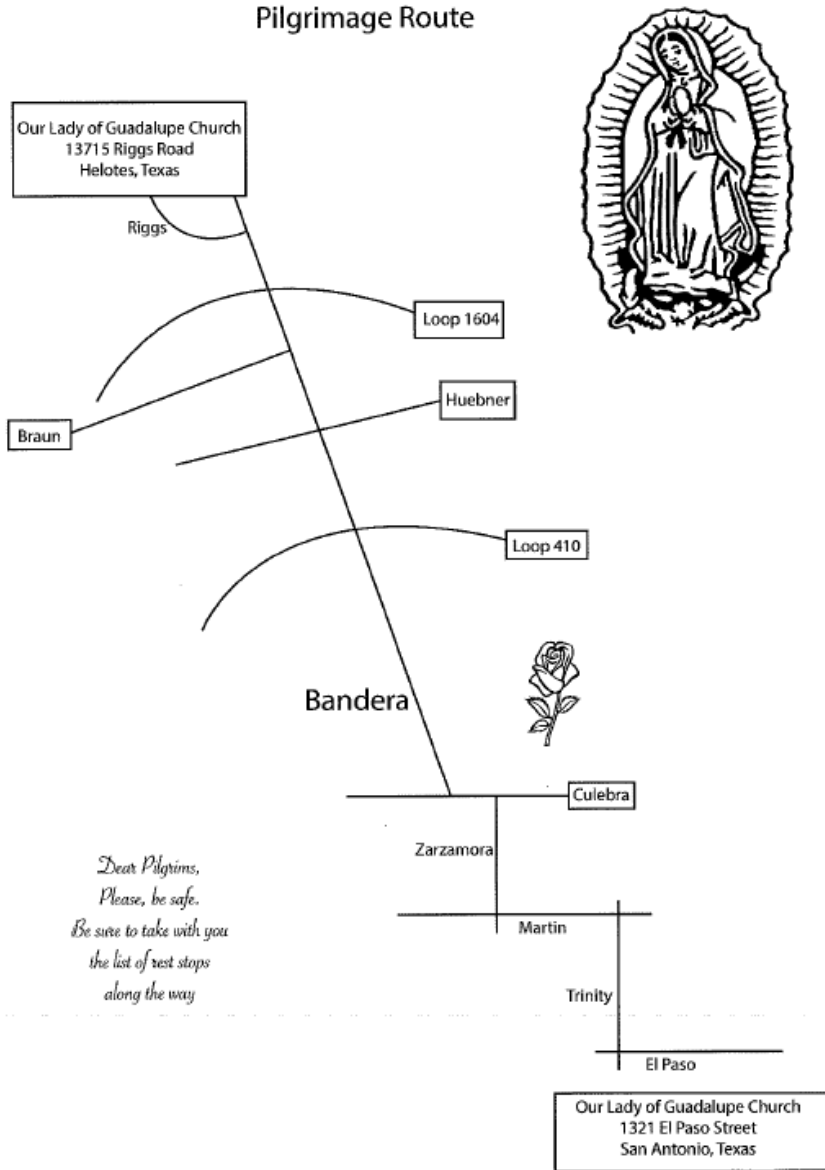 Pilgrimage Route
Our Lady of Guadalupe Church
13715 Riggs Road
Helotes, Texas
Riggs
Loop 1604
Huebner
Braun
Loop 410
Bandera
Culebra
Zarzamora
Dear Pilgrims,
Please, be safe.
Be sure to take with you
the list of rest stops
along the way
Martin
Trinity
El Paso
Our Lady of Guadalupe Church
1321 El Paso Street
San Antonio, Texas